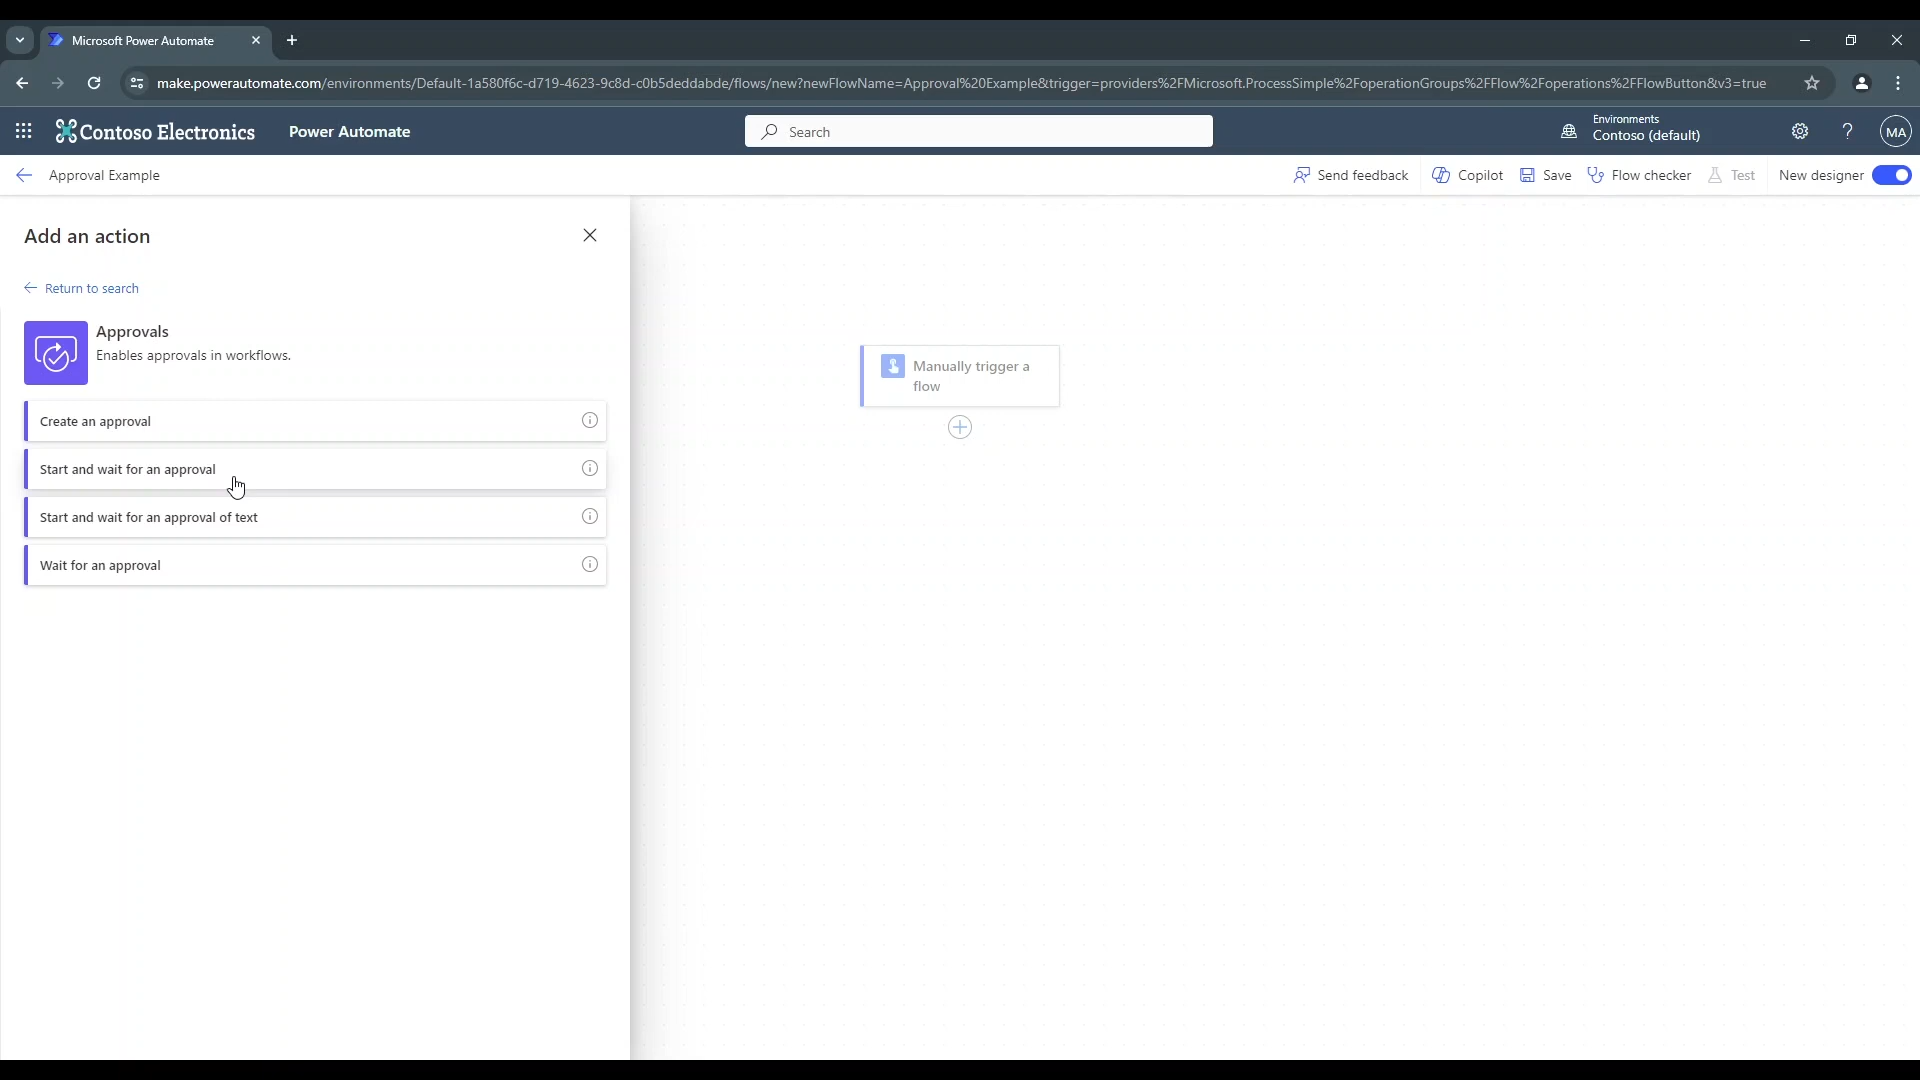 Microsoft Power Automate
make.powerautomate.com/environments/Default-1a580f6c-d719-4623-9c8d-c0b5deddabde/flows/new?newFlowName=Approval%20Example&trigger=providers%2FMicrosoft.ProcessSimple%2FoperationGroups%2FFlow%2Foperations%2FFlowButton&v3=true
Contoso Electronics
Power Automate
Search
Environments
Contoso (default)
?
MA
Approval Example
Send feedback
Copilot
Save
Flow checker
Test
New designer
Add an action
Return to search
Approvals
Enables approvals in workflows.
Create an approval
Start and wait for an approval
Start and wait for an approval of text
Wait for an approval
Manually trigger a
flow